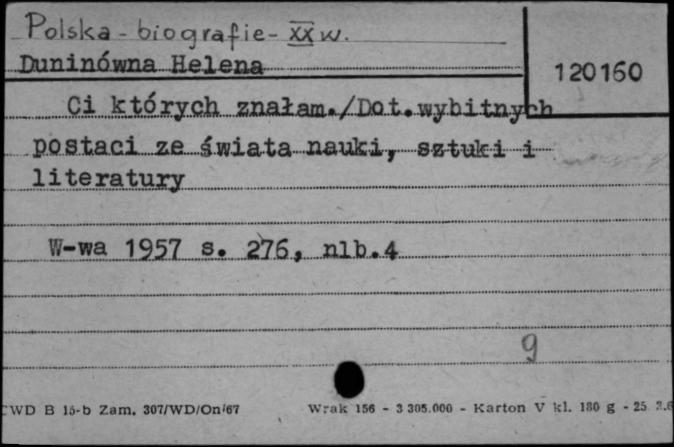 Polska - biografie - XX w.
Duninówna Helena
120160
Ci których znałam./Dot.wybitnych
postaci ze świata nauki, sztuki i
literatury
W-wa 1957 s. 276, nlb.4
9
CWD B 15-b Zam. 307/WD/On/67 Wrak 156 - 3 305.000 - Karton V kl. 180 g - 25